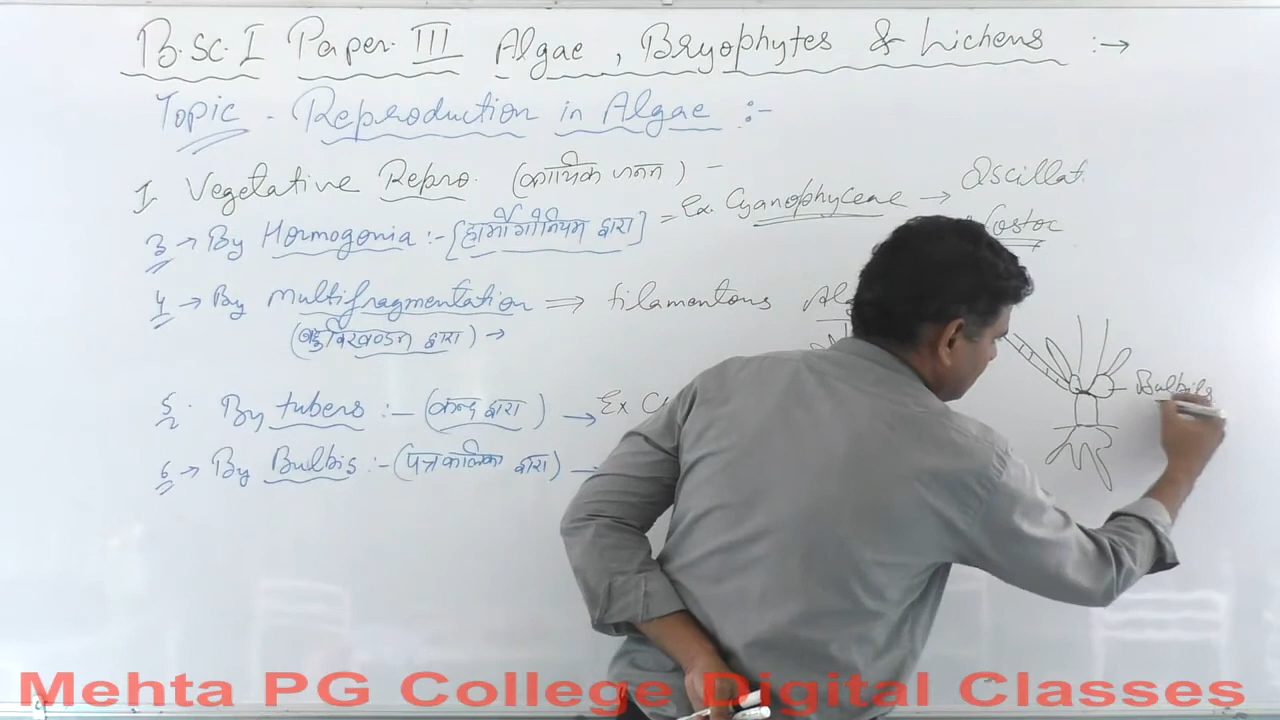 B.Sc. I Paper. III Algae, Bryophytes & Lichens :→
Topic - Reproduction in Algae :-
I Vegetative Repro. (कायिक जनन) -
3 → By Hormogonia :- [हार्मोगोनियम द्वारा] = Ex. Cyanophyceae → Oscillat.
Nostoc
4 → By Multifragmentation ⇒ filamentous
(बहुविखण्डन द्वारा) →
5. By tubers :- (कन्द द्वारा) → Ex
6 → By Bulbis :- (पत्रकालिका द्वारा) -
Bulbils
Mehta PG College Digital Classes